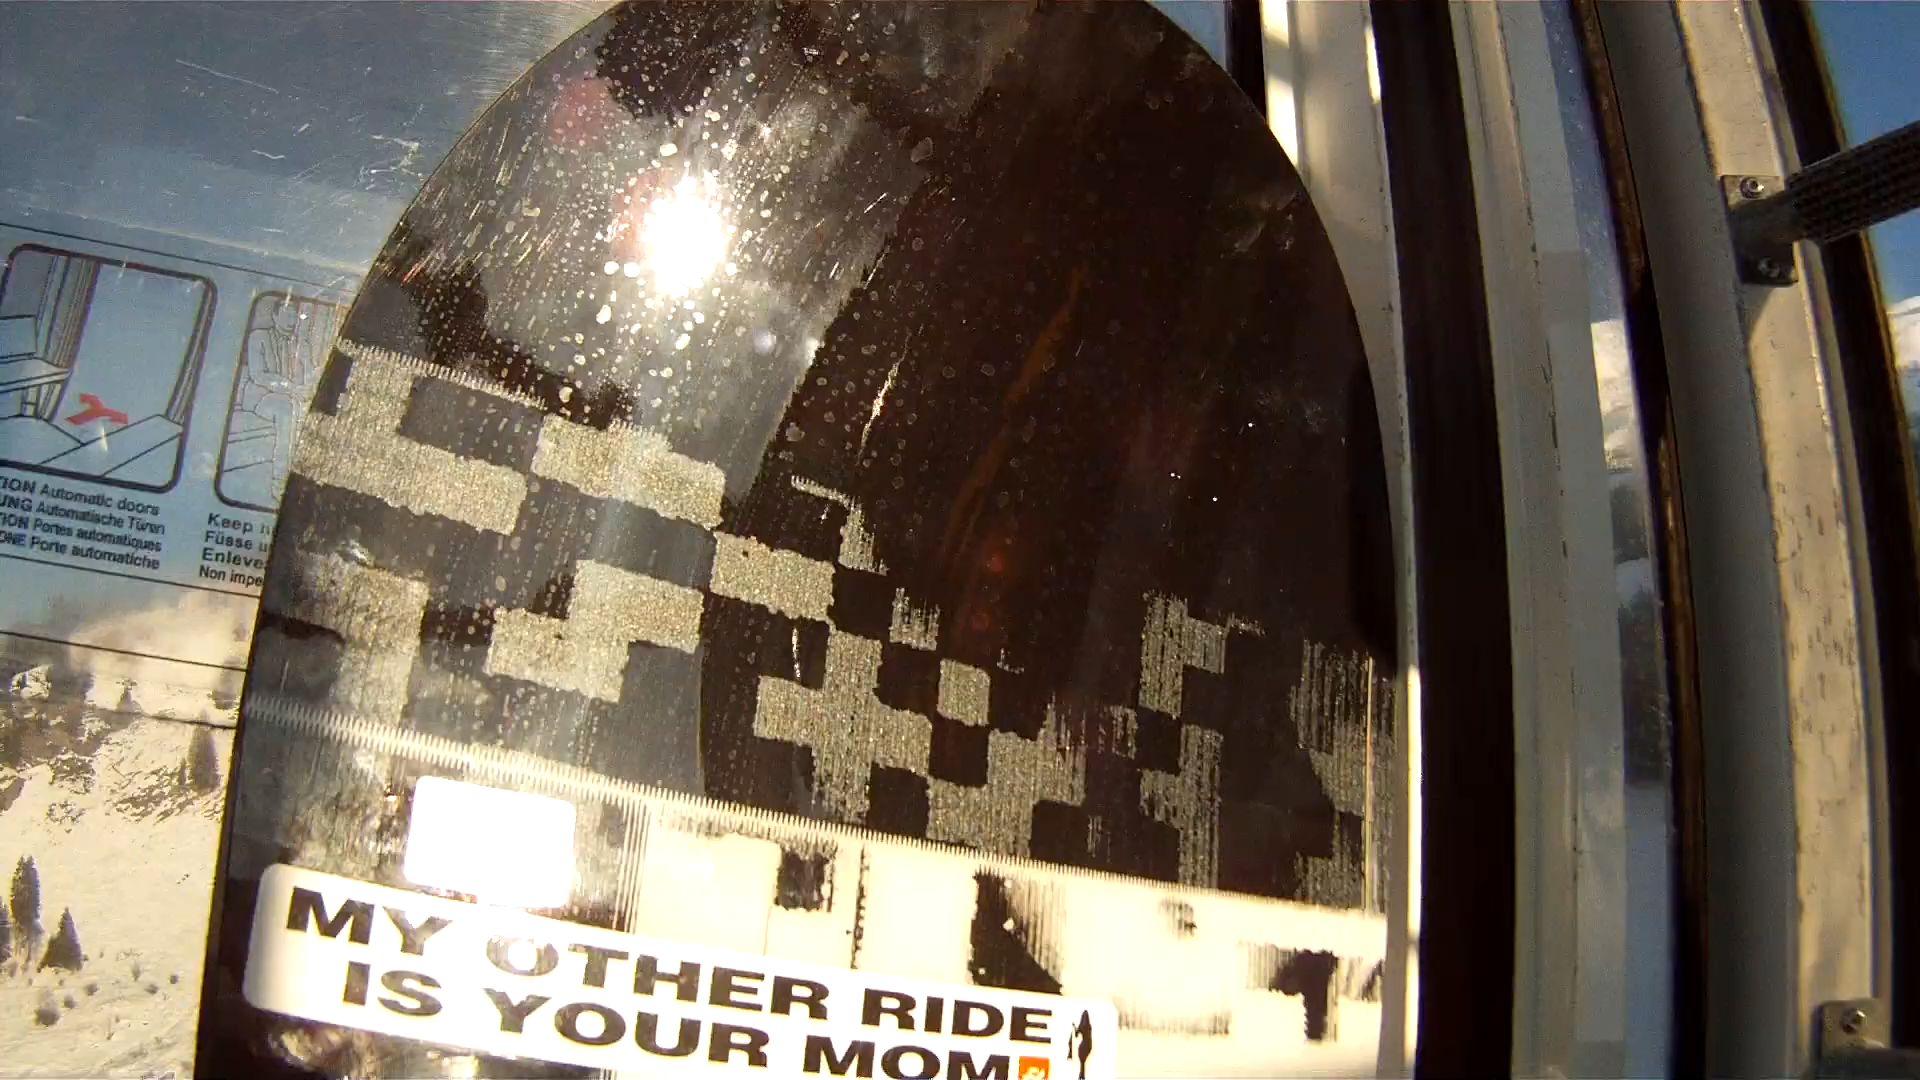 TION Automatic doors
UNG Automatische Türen
TION Portes automatiques
ONE Porte automatiche
Keep h
Füsse u
Enleve
Non impe
MY OTHER RIDE
IS YOUR MOM